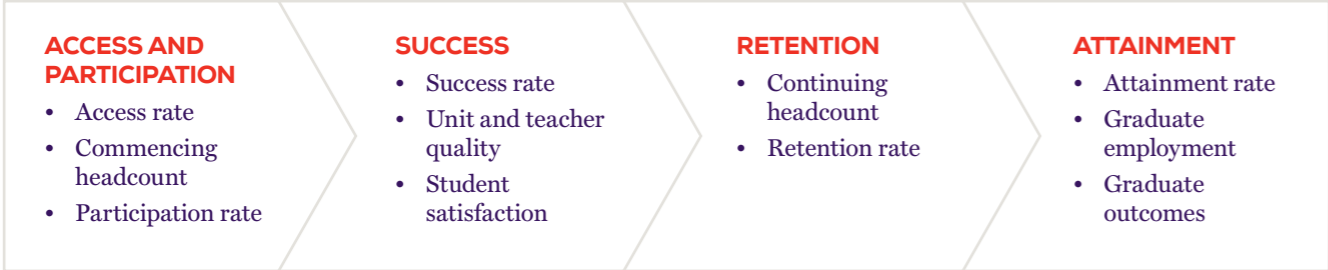 ACCESS AND
PARTICIPATION
• Access rate
• Commencing
headcount
• Participation rate
SUCCESS
• Success rate
• Unit and teacher
quality
• Student
satisfaction
RETENTION
• Continuing
headcount
• Retention rate
ATTAINMENT
• Attainment rate
• Graduate
employment
• Graduate
outcomes